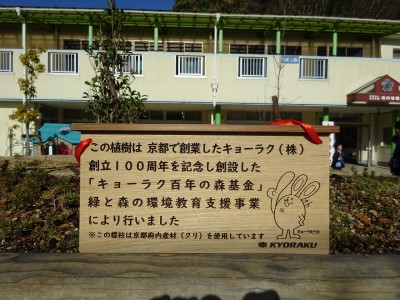 この植樹は 京都で創業したキョーラク(株)
創立100周年を記念し創設した
「キョーラク百年の森基金」
緑と森の環境教育支援事業
により行いました
※この標柱は京都府内産材(クリ)を使用しています
KYORAKU